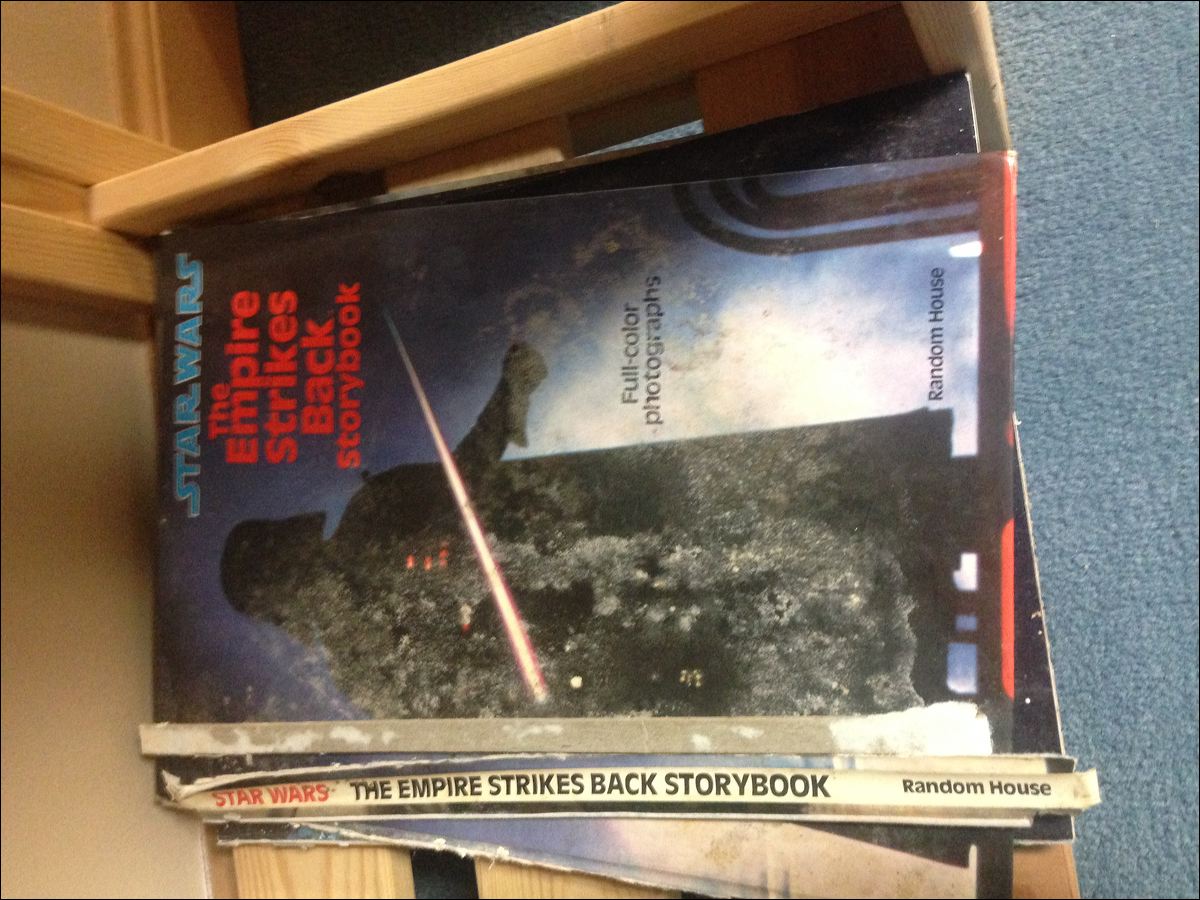 STAR WARS
The
Empire
Strikes
Back
storybook
Full-color
photographs
Random House
STAR WARS THE EMPIRE STRIKES BACK STORYBOOK Random House